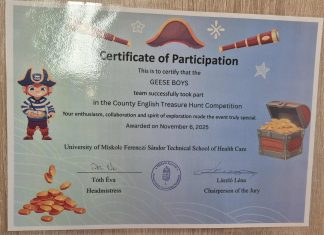 Certificate of Participation
This is to certify that the
GEESE BOYS
team successfully took part
in the County English Treasure Hunt Competition
Your enthusiasm, collaboration and spirit of exploration made the event truly special.
Awarded on November 6, 2025
University of Miskolc Ferenczi Sándor Technical School of Health Care
Tóth Éva
Headmistress
László Léna
Chairperson of the Jury